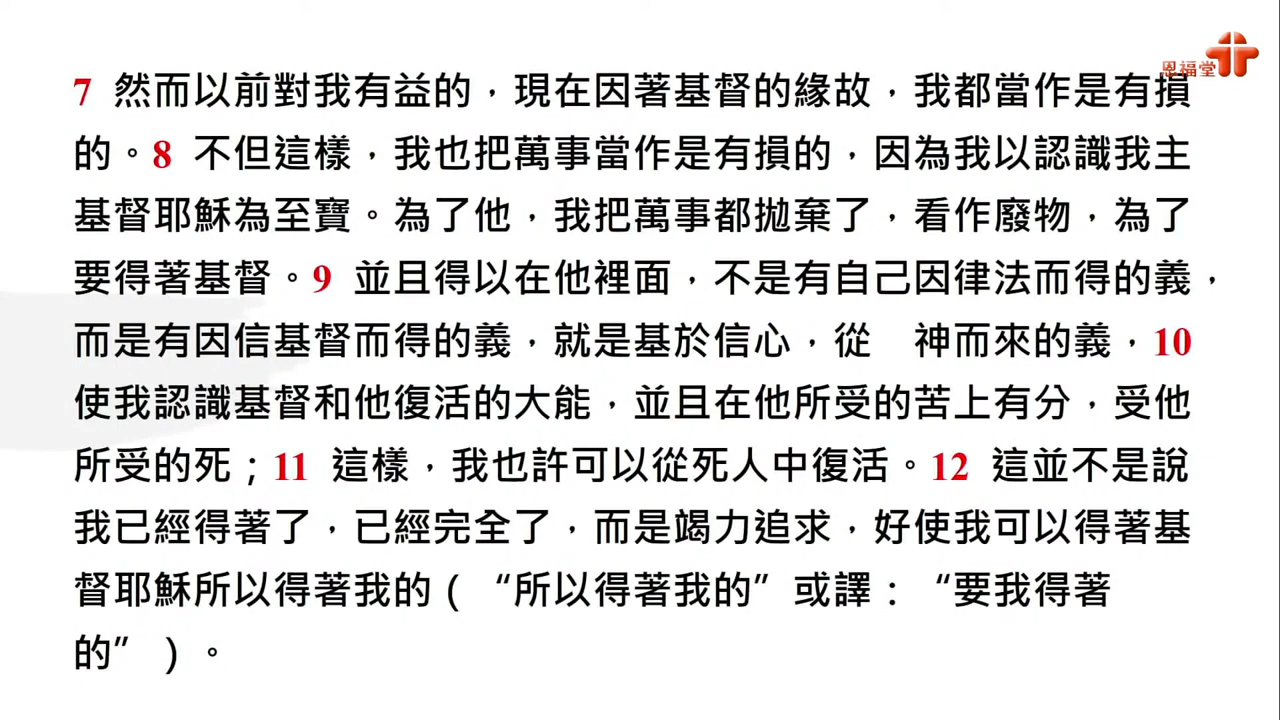 恩福堂
7 然而以前對我有益的，現在因著基督的緣故，我都當作是有損
的。8 不但這樣，我也把萬事當作是有損的，因為我以認識我主
基督耶穌為至寶。為了他，我把萬事都拋棄了，看作廢物，為了
要得著基督。9 並且得以在他裡面，不是有自己因律法而得的義，
而是有因信基督而得的義，就是基於信心，從　神而來的義，10
使我認識基督和他復活的大能，並且在他所受的苦上有分，受他
所受的死；11 這樣，我也許可以從死人中復活。12 這並不是說
我已經得著了，已經完全了，而是竭力追求，好使我可以得著基
督耶穌所以得著我的（“所以得著我的”或譯：“要我得著
的”）。